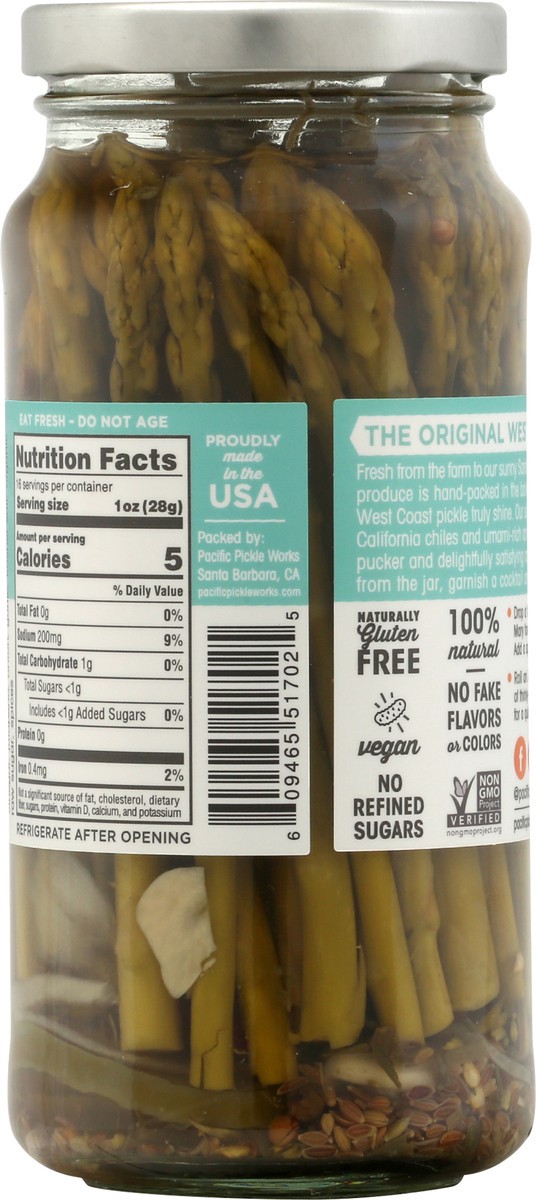 EAT FRESH - DO NOT AGE
Nutrition Facts
16 servings per container
Serving size 1oz (28g)
Amount per serving
Calories 5
% Daily Value
Total Fat 0g 0%
Sodium 200mg 9%
Total Carbohydrate 1g 0%
Total Sugars <1g
Includes <1g Added Sugars 0%
Protein 0g
Iron 0.4mg 2%
Not a significant source of fat, cholesterol, dietary
fiber, sugars, protein, vitamin D, calcium, and potassium
REFRIGERATE AFTER OPENING
PROUDLY
made
in the
USA
Packed by:
Pacific Pickle Works
Santa Barbara, CA
pacificpickleworks.com
6 09465 51702 5
THE ORIGINAL WES
Fresh from the farm to our sunny
produce is hand-packed in the
West Coast pickle truly shine. Our
California chiles and umami-rich
pucker and delightfully satisfying
from the jar, garnish a cocktail
NATURALLY
Gluten
FREE
vegan
NO
REFINED
SUGARS
100%
natural
NO FAKE
FLAVORS
or COLORS
NON
GMO
Project
VERIFIED
nongmoproject.org
f